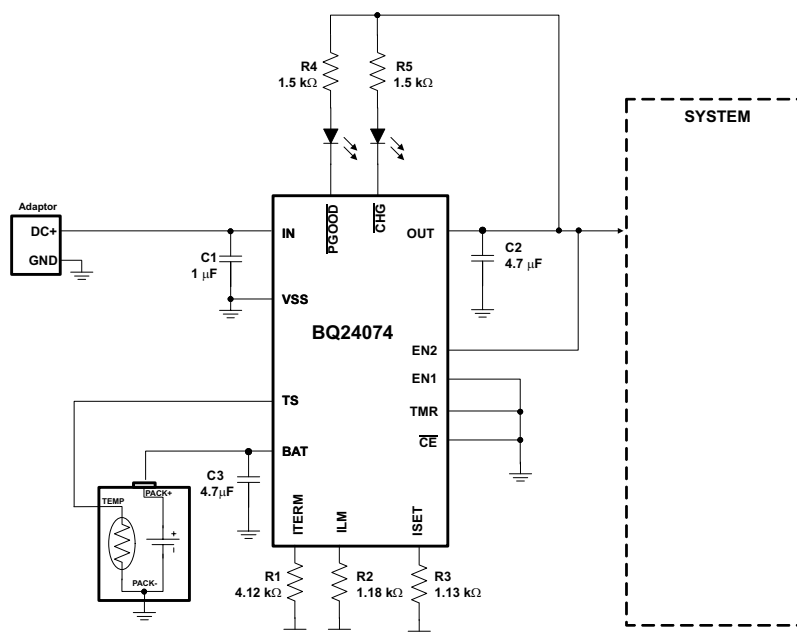 R4
1.5 kΩ
R5
1.5 kΩ
SYSTEM
Adaptor
DC+
GND
C1
1 μF
IN
PGOOD
CHG
OUT
C2
4.7 μF
VSS
BQ24074
EN2
EN1
TS
TMR
BAT
CE
C3
4.7μF
PACK+
TEMP
+
–
PACK-
ITERM
ILM
ISET
R1
4.12 kΩ
R2
1.18 kΩ
R3
1.13 kΩ